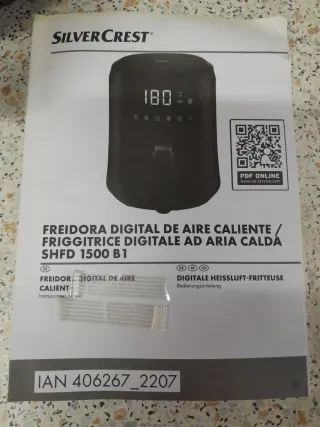 SILVERCREST®
180
PDF ONLINE
FREIDORA DIGITAL DE AIRE CALIENTE /
FRIGGITRICE DIGITALE AD ARIA CALDA
SHFD 1500 B1
FREIDORA DIGITAL DE AIRE
CALIENT
DIGITALE HEISSLUFT-FRITTEUSE
Bedienungsanleitung
IAN 406267_2207